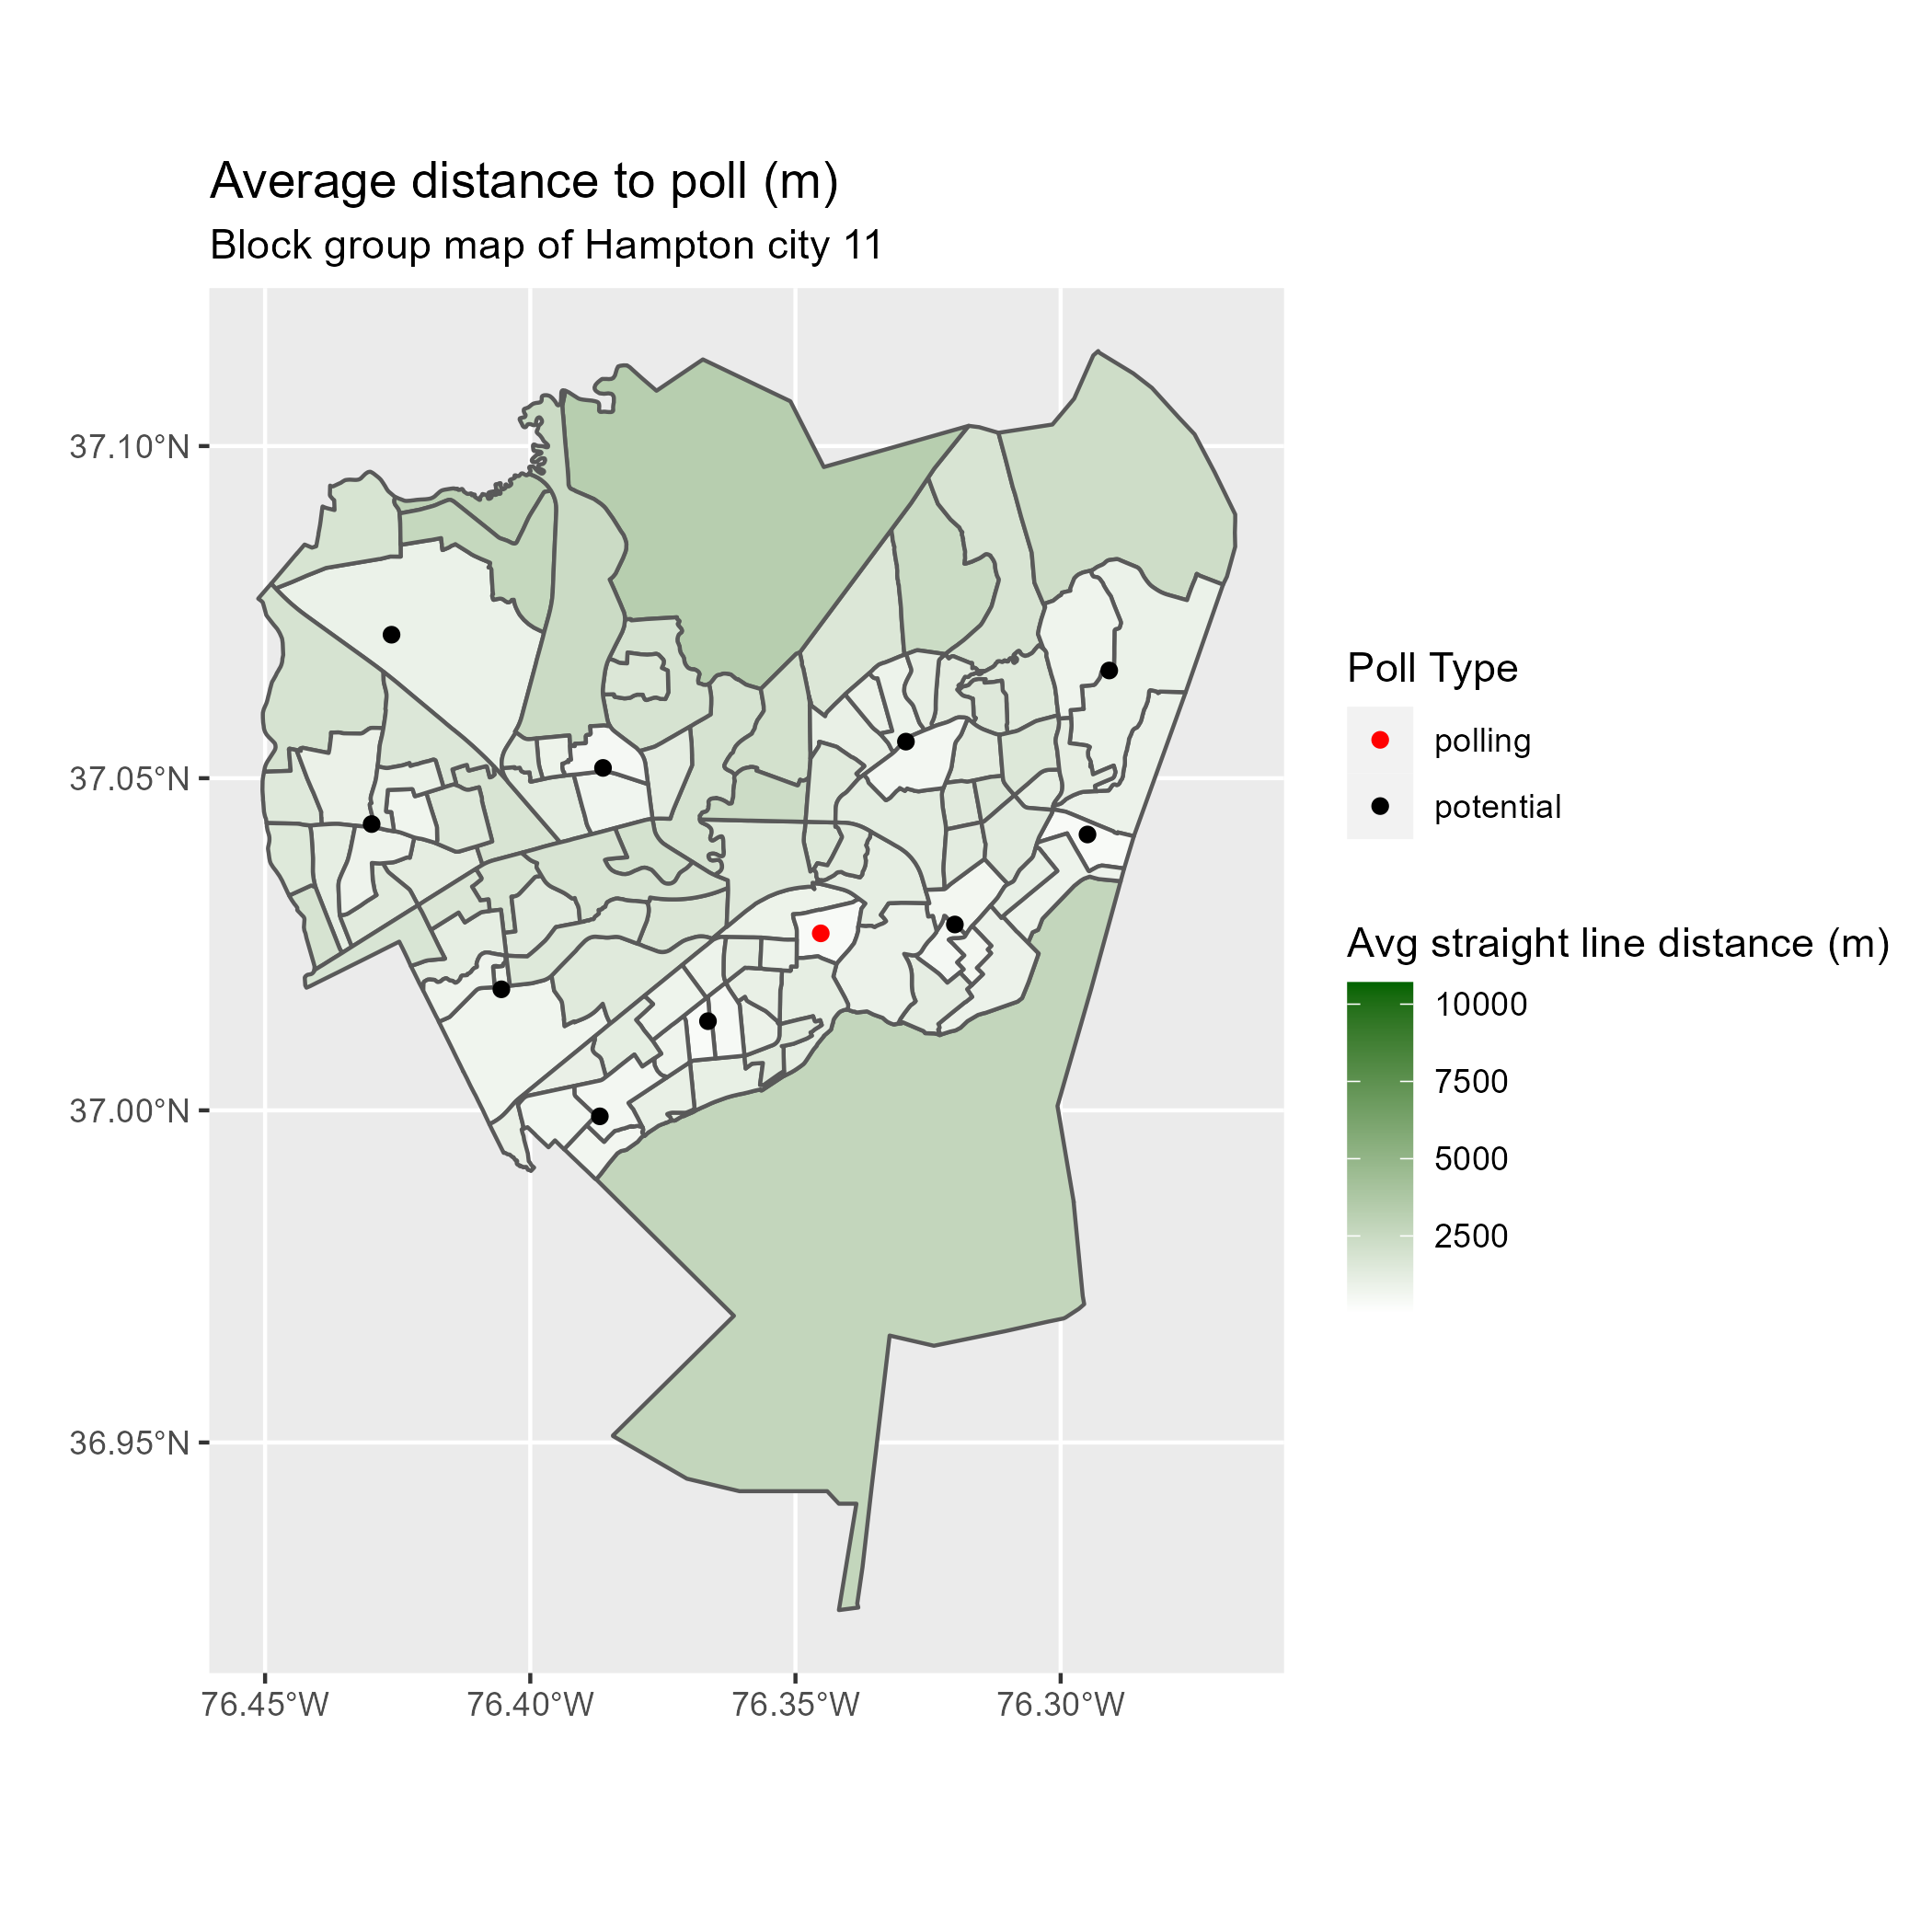 Average distance to poll (m)
Block group map of Hampton city 11
37.10°N
37.05°N
37.00°N
36.95°N
76.45°W 76.40°W 76.35°W 76.30°W
Poll Type
polling
potential
Avg straight line distance (m)
10000
7500
5000
2500